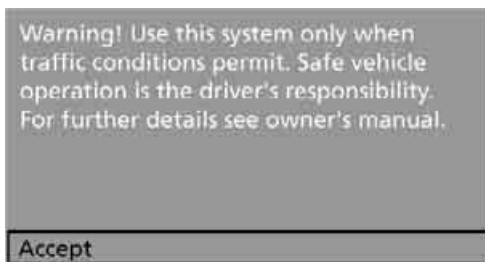 Warning! Use this system only when
traffic conditions permit. Safe vehicle
operation is the driver's responsibility.
For further details see owner's manual.
Accept